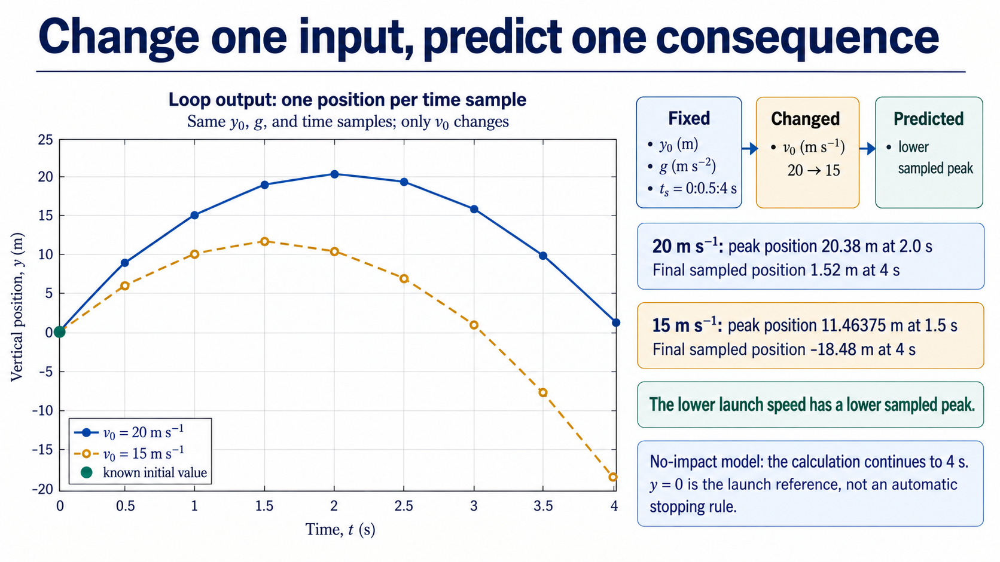 Change one input, predict one consequence
Loop output: one position per time sample
Same y₀, g, and time samples; only v₀ changes
25
20
15
10
5
0
−5
−10
−15
−20
Vertical position, y (m)
v₀ = 20 m s⁻¹
v₀ = 15 m s⁻¹
known initial value
0 0.5 1 1.5 2 2.5 3 3.5 4
Time, t (s)
Fixed
• y₀ (m)
• g (m s⁻²)
• tₛ = 0:0.5:4 s
Changed
• v₀ (m s⁻¹)
20 → 15
Predicted
• lower
sampled peak
20 m s⁻¹: peak position 20.38 m at 2.0 s
Final sampled position 1.52 m at 4 s
15 m s⁻¹: peak position 11.46375 m at 1.5 s
Final sampled position −18.48 m at 4 s
The lower launch speed has a lower sampled peak.
No-impact model: the calculation continues to 4 s.
y = 0 is the launch reference, not an automatic
stopping rule.